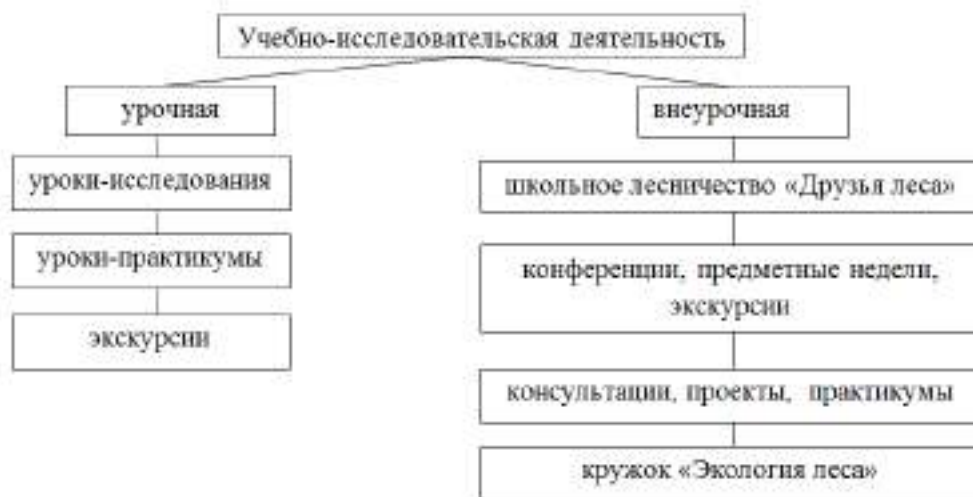 Учебно-исследовательская деятельность
урочная
внеурочная
уроки-исследования
школьное лесничество «Друзья леса»
уроки-практикумы
конференции, предметные недели,
экскурсии
экскурсии
консультации, проекты, практикумы
кружок «Экология леса»